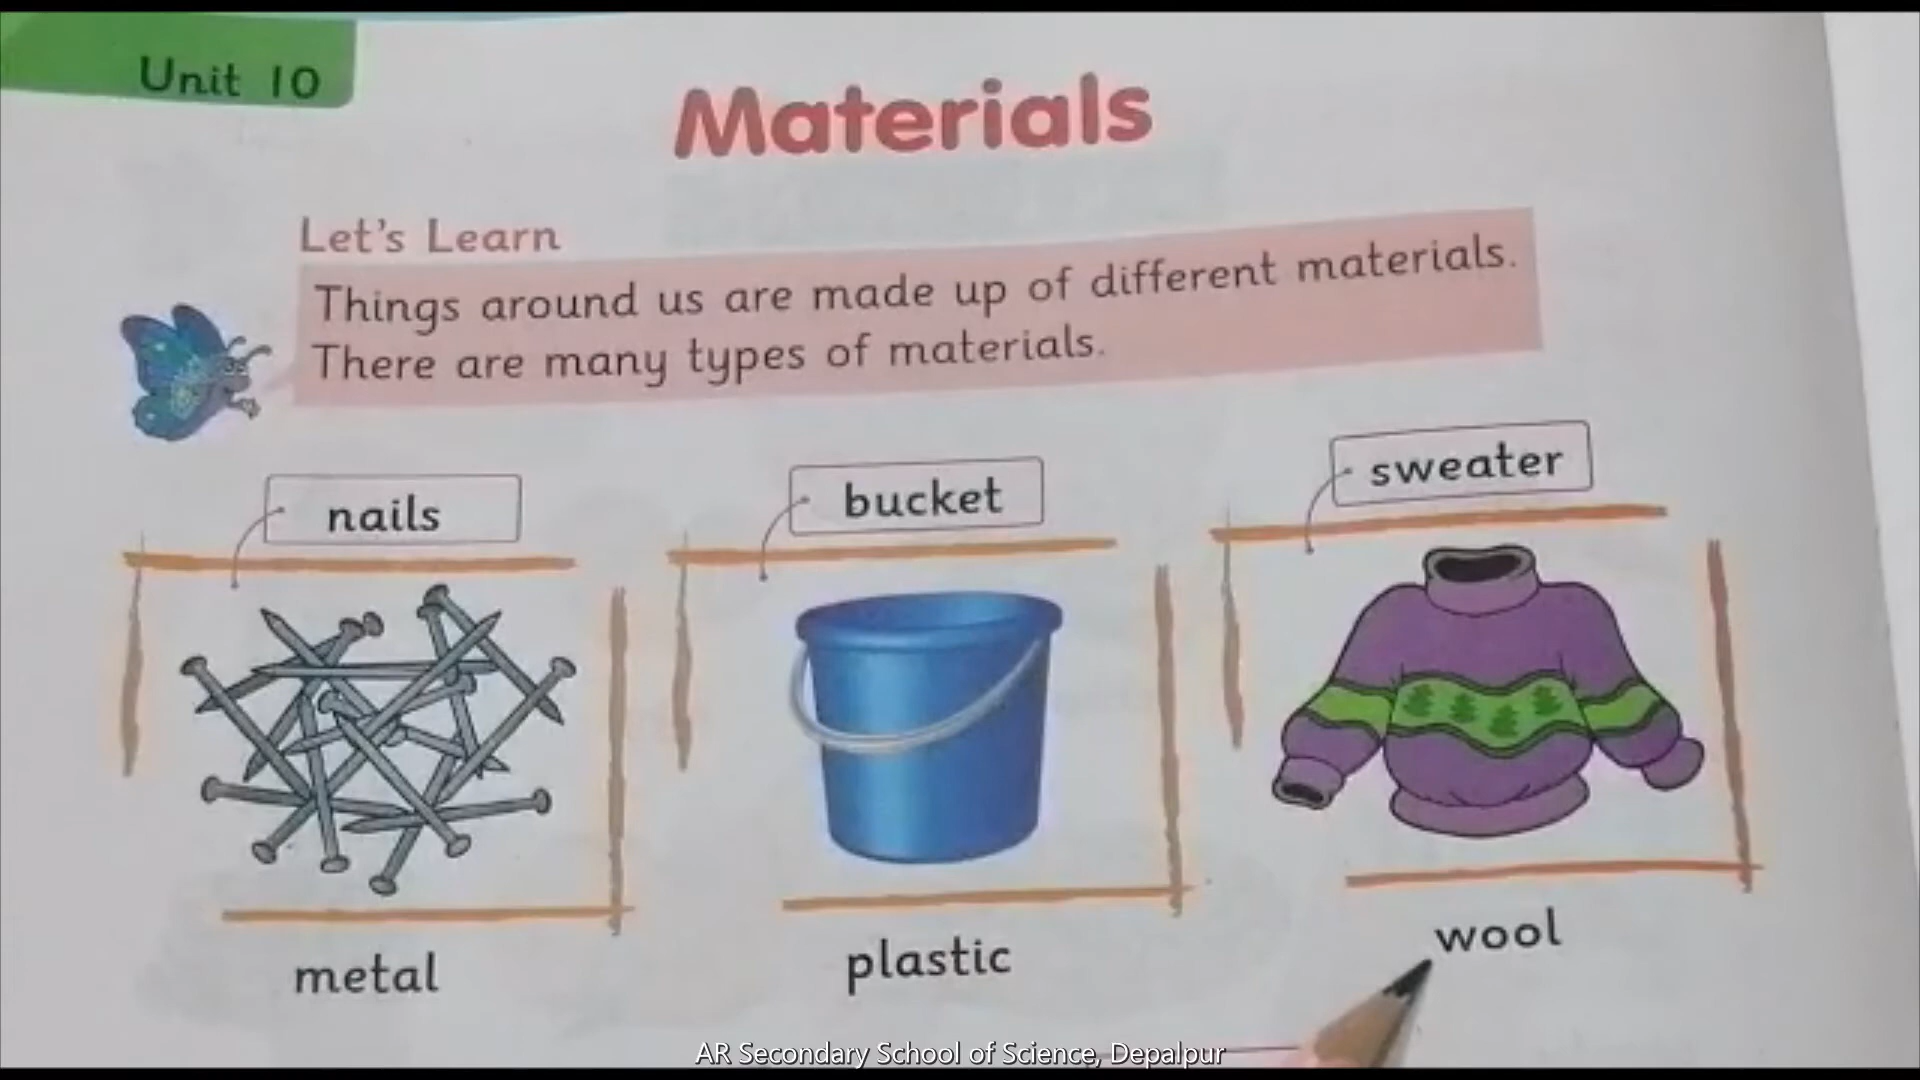 Unit 10
Materials
Let's Learn
Things around us are made up of different materials.
There are many types of materials.
nails
bucket
sweater
metal
plastic
wool
AR Secondary School of Science, Depalpur